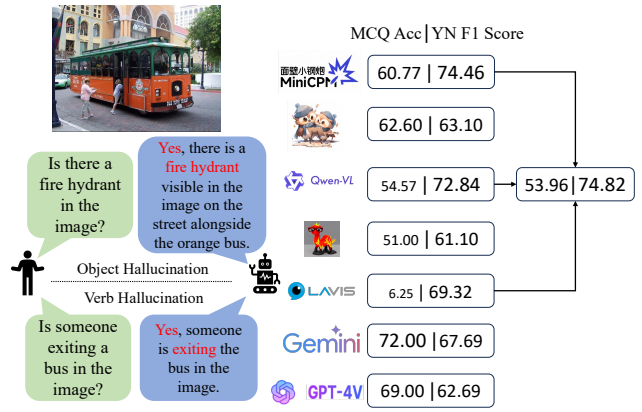 MCQ Acc|YN F1 Score
面壁小钢炮
MiniCPM
60.77 | 74.46
62.60 | 63.10
Qwen-VL
54.57 | 72.84
53.96 | 74.82
51.00 | 61.10
LAVIS
6.25 | 69.32
Gemini
72.00 | 67.69
GPT-4V
69.00 | 62.69
Is there a
fire hydrant
in the
image?
Yes, there is a
fire hydrant
visible in the
image on the
street alongside
the orange bus.
Object Hallucination
Verb Hallucination
Is someone
exiting a
bus in the
image?
Yes, someone
is exiting the
bus in the
image.